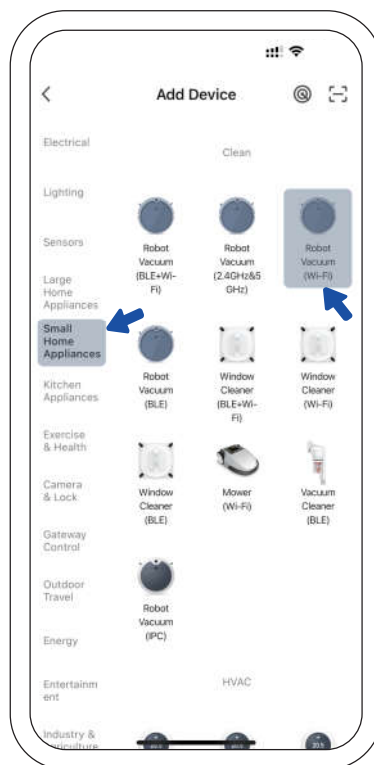 Add Device
Electrical
Lighting
Sensors
Large
Home
Appliances
Small
Home
Appliances
Kitchen
Appliances
Exercise
& Health
Camera
& Lock
Gateway
Control
Outdoor
Travel
Energy
Entertainm
ent
Industry &
Agriculture
Clean
Robot
Vacuum
(BLE+Wi-
Fi)
Robot
Vacuum
(2.4GHz&5
GHz)
Robot
Vacuum
(Wi-Fi)
Robot
Vacuum
(BLE)
Window
Cleaner
(BLE+Wi-
Fi)
Window
Cleaner
(Wi-Fi)
Window
Cleaner
(BLE)
Mower
(Wi-Fi)
Vacuum
Cleaner
(BLE)
Robot
Vacuum
(IPC)
HVAC
20.5